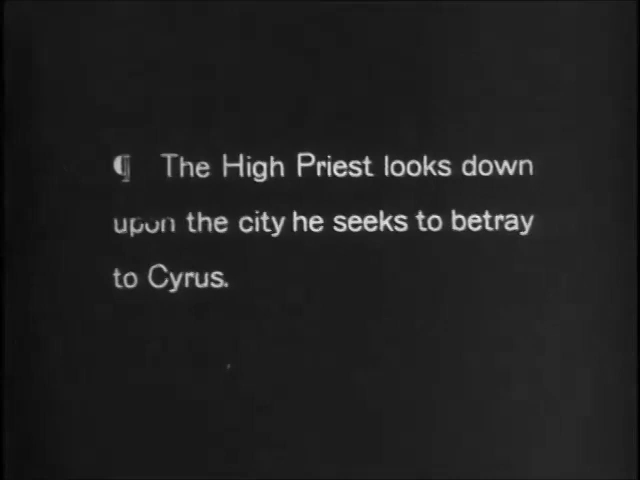 ¶ The High Priest looks down
upon the city he seeks to betray
to Cyrus.